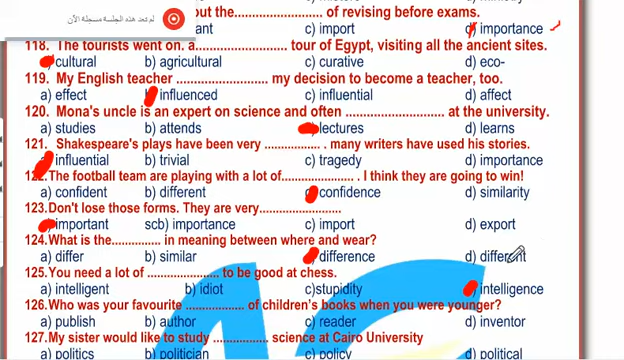 لم تعد هذه الجلسة مسجلة الآن
out the........................ of revising before exams.
ant c) import d) importance
118. The tourists went on. a........................ tour of Egypt, visiting all the ancient sites.
cultural b) agricultural c) curative d) eco-
119. My English teacher ........................ my decision to become a teacher, too.
a) effect influenced c) influential d) affect
120. Mona's uncle is an expert on science and often ........................ at the university.
a) studies b) attends lectures d) learns
121. Shakespeare's plays have been very ................. . many writers have used his stories.
influential b) trivial c) tragedy d) importance
122. The football team are playing with a lot of..................... . I think they are going to win!
a) confident b) different confidence d) similarity
123. Don't lose those forms. They are very........................
important scb) importance c) import d) export
124. What is the.............. in meaning between where and wear?
a) differ b) similar difference d) different
125. You need a lot of ..................... to be good at chess.
a) intelligent b) idiot c)stupidity intelligence
126. Who was your favourite ................ of children's books when you were younger?
a) publish b) author c) reader d) inventor
127. My sister would like to study ................ science at Cairo University
a) politics b) politician c) policy d) political